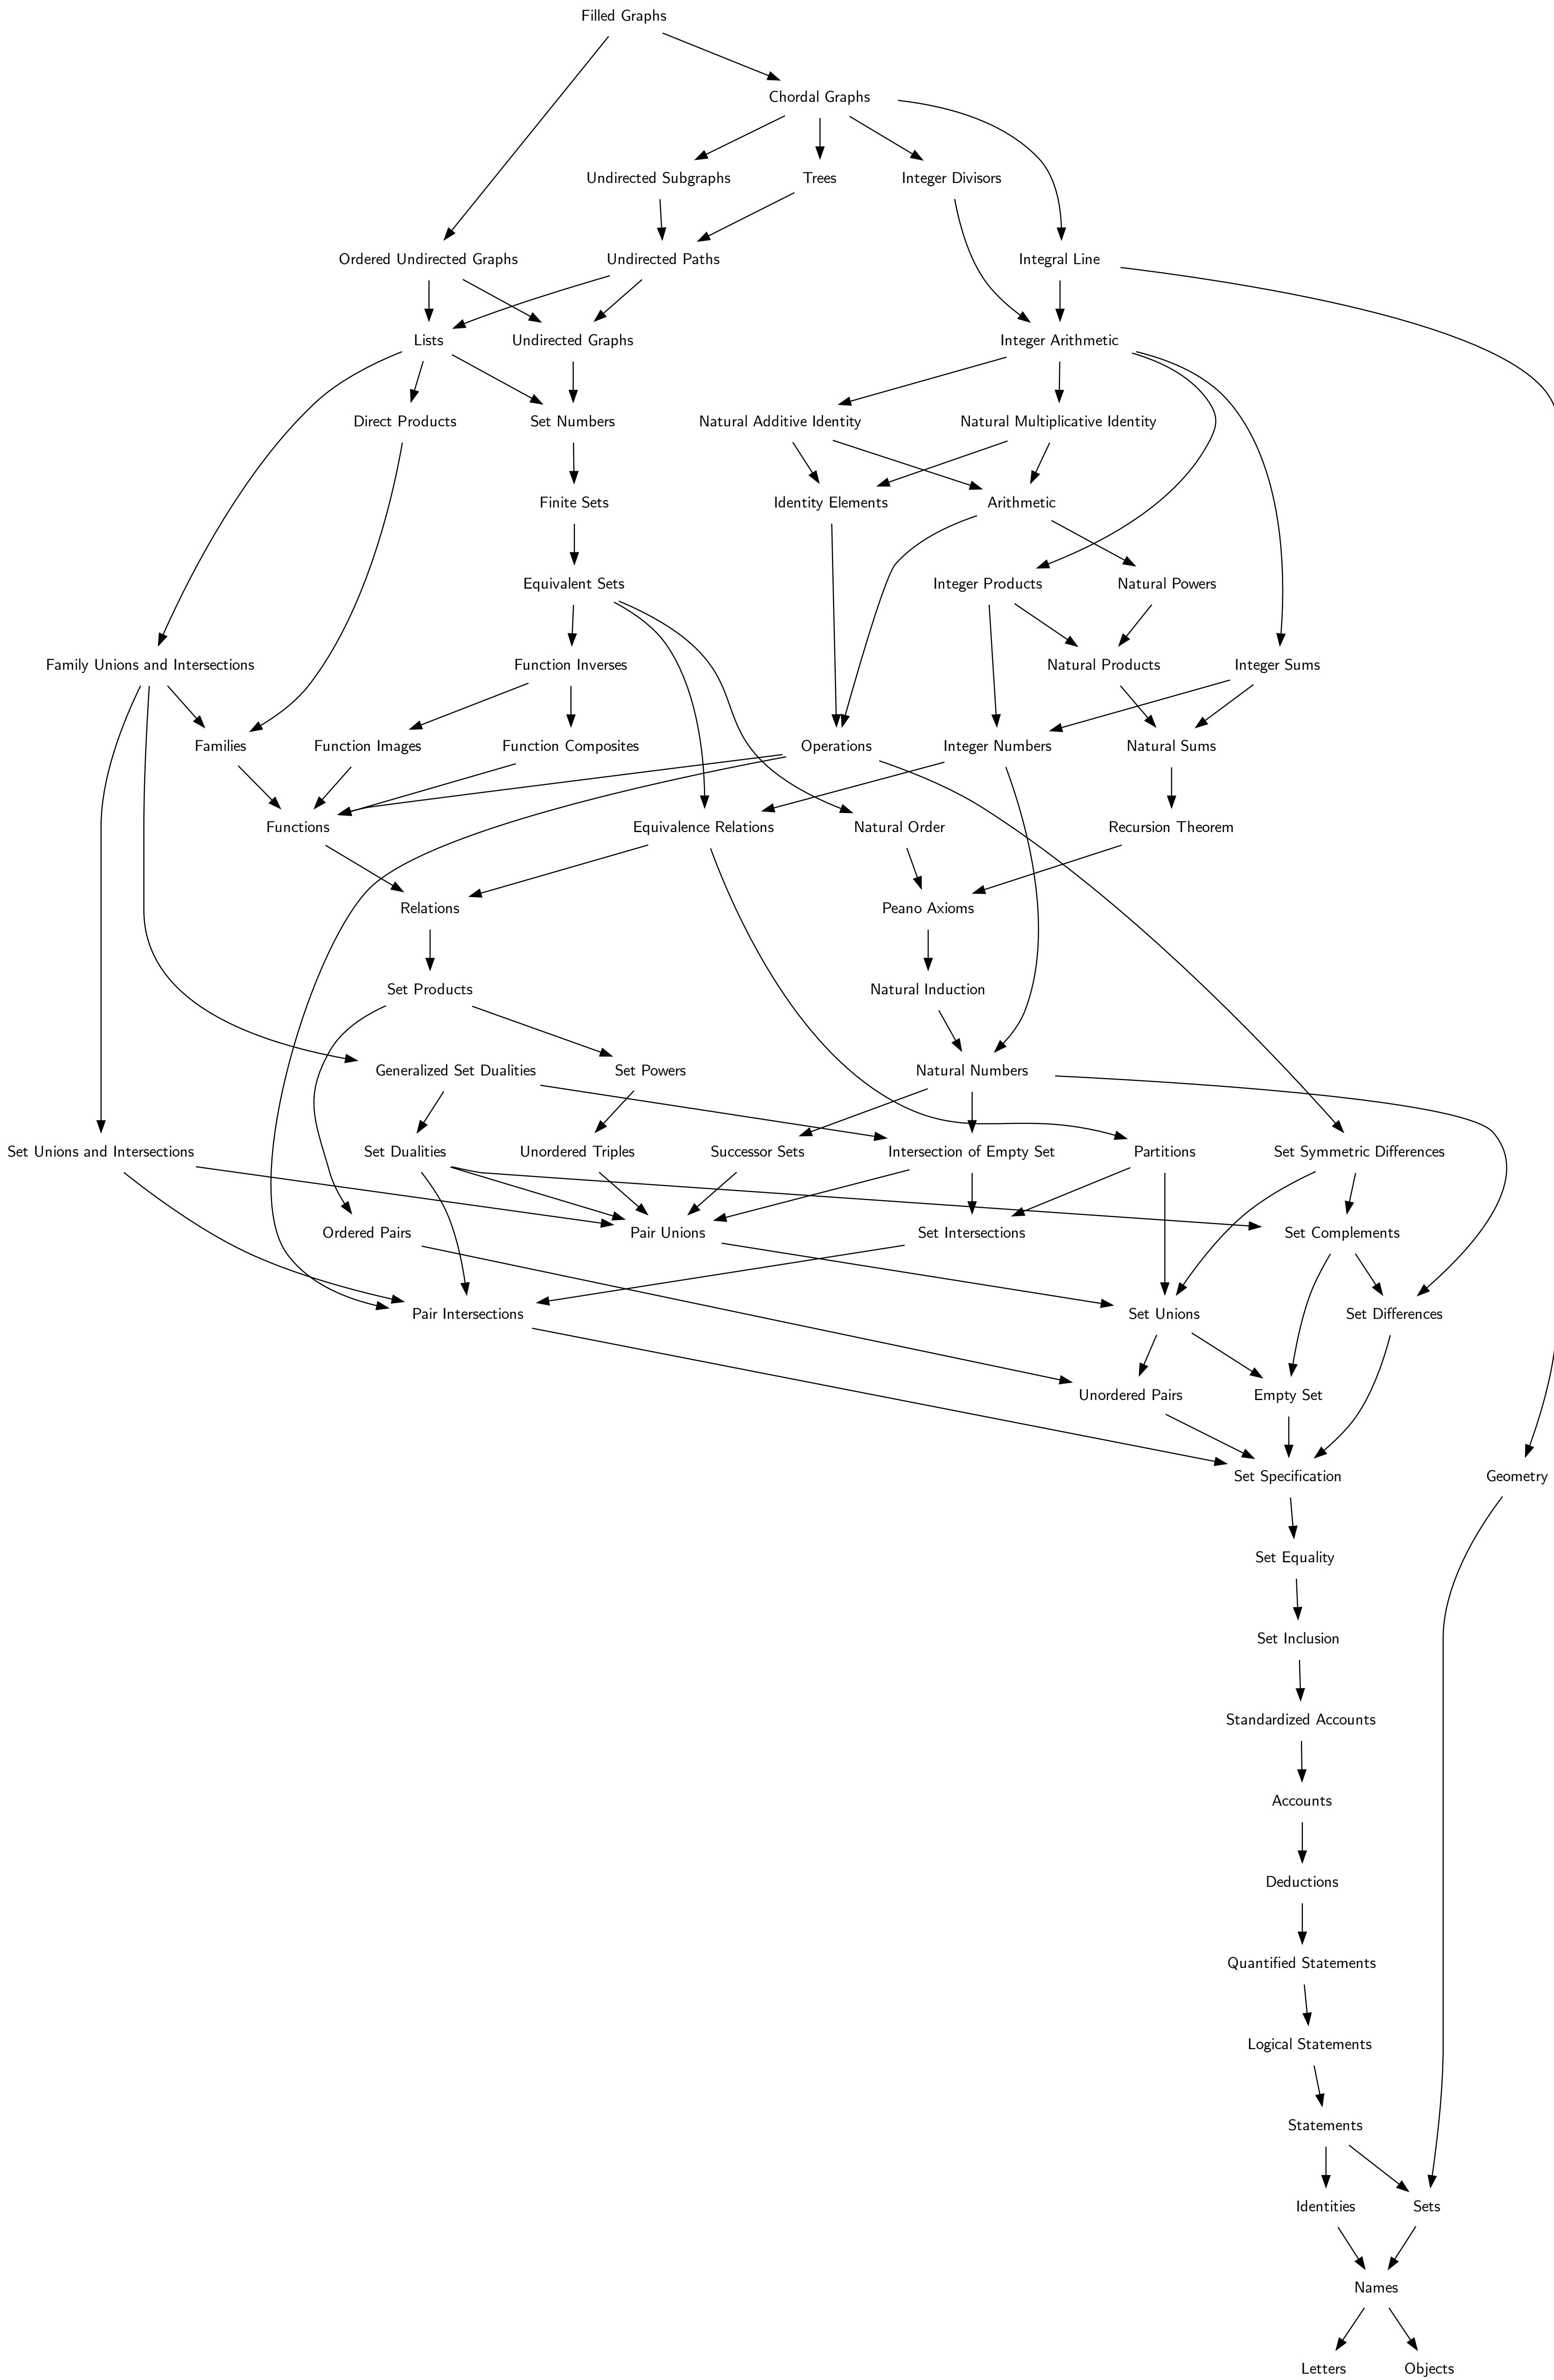 Filled Graphs
Chordal Graphs
Undirected Subgraphs
Trees
Integer Divisors
Ordered Undirected Graphs
Undirected Paths
Integral Line
Lists
Undirected Graphs
Integer Arithmetic
Direct Products
Set Numbers
Natural Additive Identity
Natural Multiplicative Identity
Finite Sets
Identity Elements
Arithmetic
Equivalent Sets
Integer Products
Natural Powers
Family Unions and Intersections
Function Inverses
Natural Products
Integer Sums
Families
Function Images
Function Composites
Operations
Integer Numbers
Natural Sums
Functions
Equivalence Relations
Natural Order
Recursion Theorem
Relations
Peano Axioms
Set Products
Natural Induction
Generalized Set Dualities
Set Powers
Natural Numbers
Set Unions and Intersections
Set Dualities
Unordered Triples
Successor Sets
Intersection of Empty Set
Partitions
Set Symmetric Differences
Ordered Pairs
Pair Unions
Set Intersections
Set Complements
Pair Intersections
Set Unions
Set Differences
Unordered Pairs
Empty Set
Set Specification
Geometry
Set Equality
Set Inclusion
Standardized Accounts
Accounts
Deductions
Quantified Statements
Logical Statements
Statements
Identities
Sets
Names
Letters
Objects